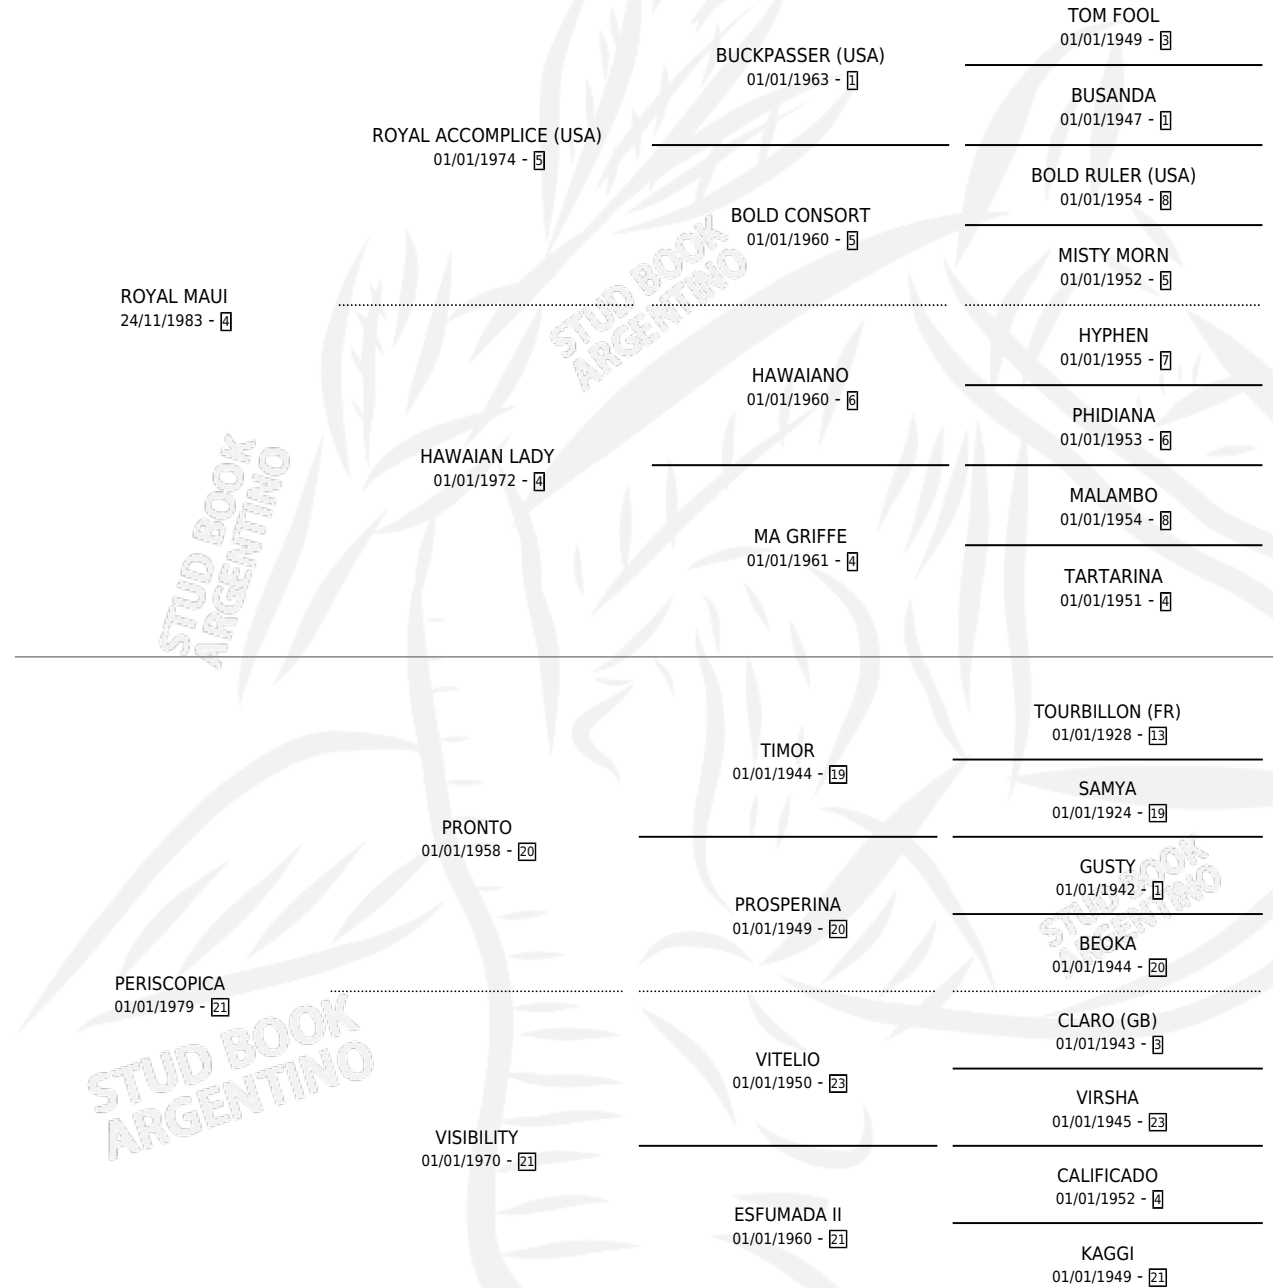 TOM FOOL
01/01/1949 - 3
BUCKPASSER (USA)
01/01/1963 - 1
BUSANDA
01/01/1947 - 1
ROYAL ACCOMPLICE (USA)
01/01/1974 - 5
BOLD RULER (USA)
01/01/1954 - 8
BOLD CONSORT
01/01/1960 - 5
MISTY MORN
01/01/1952 - 5
ROYAL MAUI
24/11/1983 - 4
HYPHEN
01/01/1955 - 7
HAWAIANO
01/01/1960 - 6
PHIDIANA
01/01/1953 - 6
HAWAIAN LADY
01/01/1972 - 4
MALAMBO
01/01/1954 - 8
MA GRIFFE
01/01/1961 - 4
TARTARINA
01/01/1951 - 4
STUD BOOK
ARGENTINO
STUD BOOK
ARGENTINO
TOURBILLON (FR)
01/01/1928 - 13
TIMOR
01/01/1944 - 19
SAMYA
01/01/1924 - 19
PRONTO
01/01/1958 - 20
GUSTY
01/01/1942 - 1
PROSPERINA
01/01/1949 - 20
BEOKA
01/01/1944 - 20
PERISCOPICA
01/01/1979 - 21
CLARO (GB)
01/01/1943 - 3
VITELIO
01/01/1950 - 23
VIRSHA
01/01/1945 - 23
VISIBILITY
01/01/1970 - 21
CALIFICADO
01/01/1952 - 4
ESFUMADA II
01/01/1960 - 21
KAGGI
01/01/1949 - 21
STUD BOOK
ARGENTINO
STUD BOOK
ARGENTINO